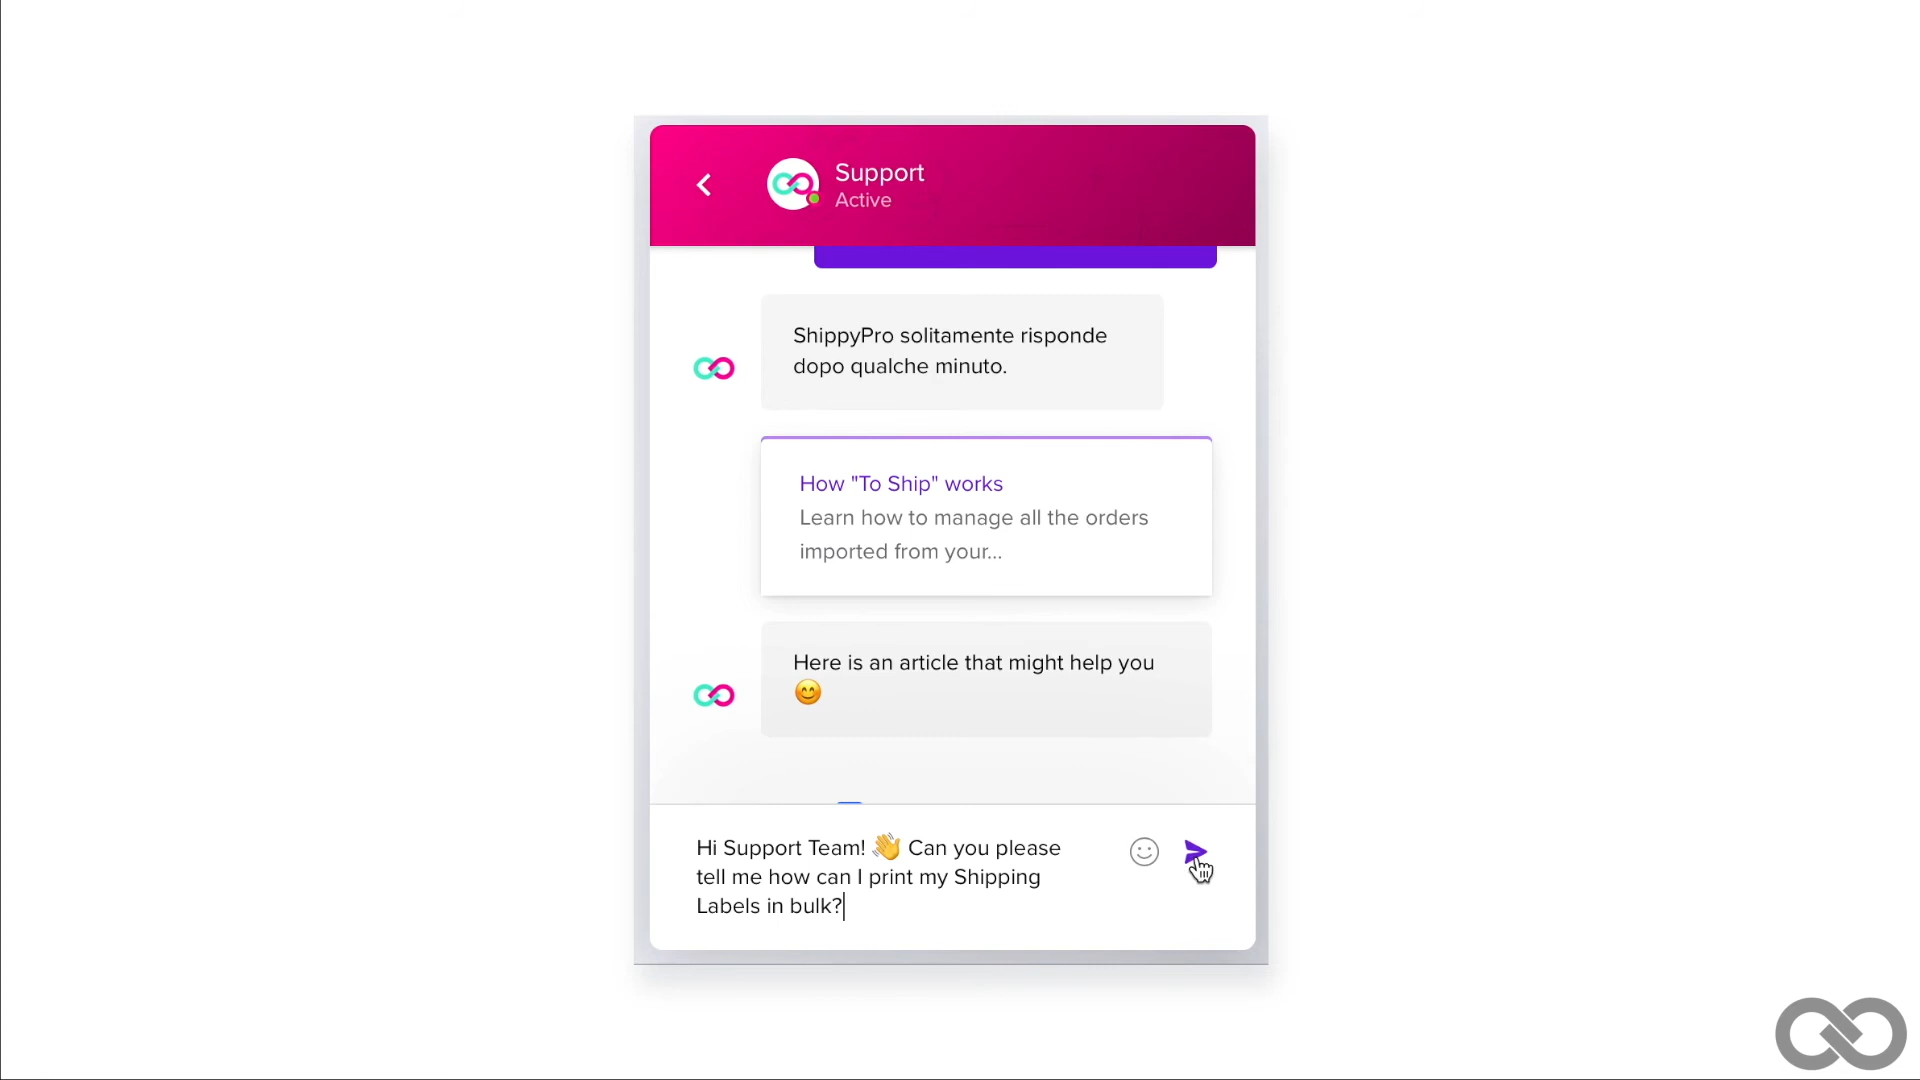 Support
Active
ShippyPro solitamente risponde
dopo qualche minuto.
How "To Ship" works
Learn how to manage all the orders
imported from your...
Here is an article that might help you
😊
Hi Support Team! 👋 Can you please
tell me how can I print my Shipping
Labels in bulk?